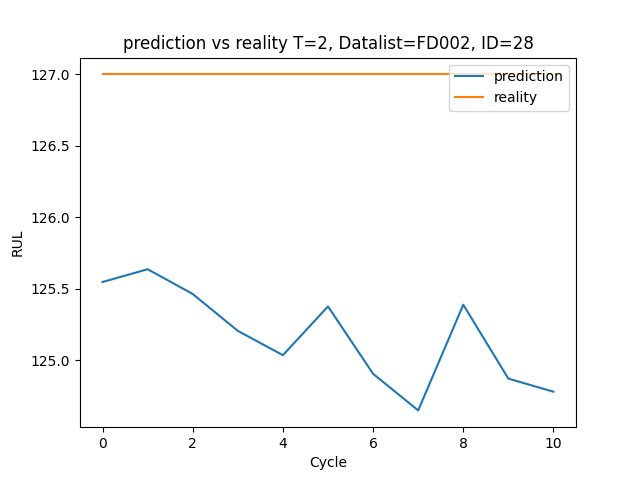 prediction vs reality T=2, Datalist=FD002, ID=28
127.0
126.5
126.0
125.5
125.0
RUL
prediction
reality
0 2 4 6 8 10
Cycle